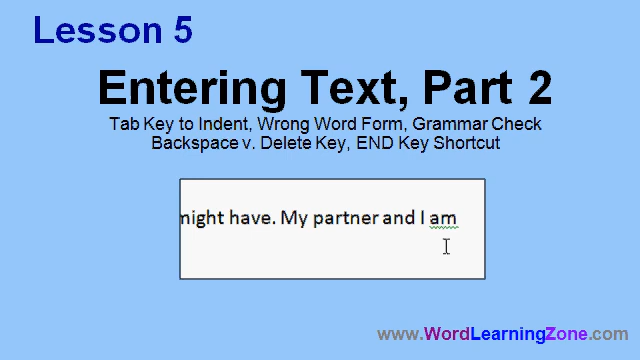 Lesson 5
Entering Text, Part 2
Tab Key to Indent, Wrong Word Form, Grammar Check
Backspace v. Delete Key, END Key Shortcut
might have. My partner and I am
www.WordLearningZone.com